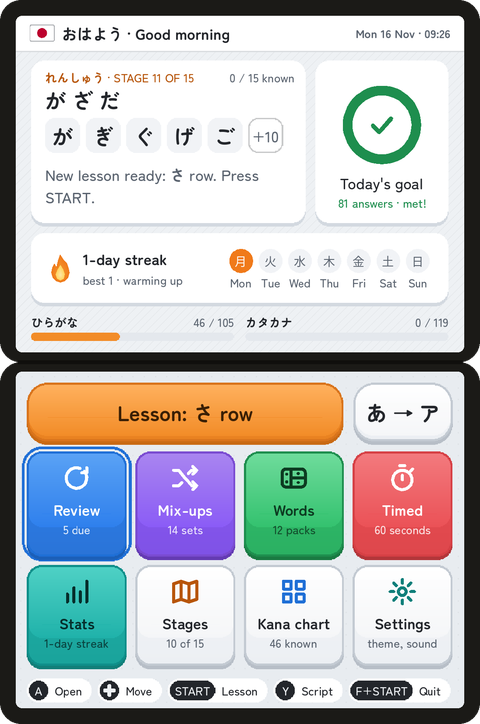 おはよう · Good morning
Mon 16 Nov · 09:26
れんしゅう · STAGE 11 OF 15
0 / 15 known
が ざ だ
が ぎ ぐ げ ご +10
New lesson ready: さ row. Press
START.
Today's goal
81 answers · met!
1-day streak
best 1 · warming up
月 火 水 木 金 土 日
Mon Tue Wed Thu Fri Sat Sun
ひらがな 46 / 105
カタカナ 0 / 119
Lesson: さ row
あ → ア
Review
5 due
Mix-ups
14 sets
Words
12 packs
Timed
60 seconds
Stats
1-day streak
Stages
10 of 15
Kana chart
46 known
Settings
theme, sound
A Open
Move
START Lesson
Y Script
F+START Quit